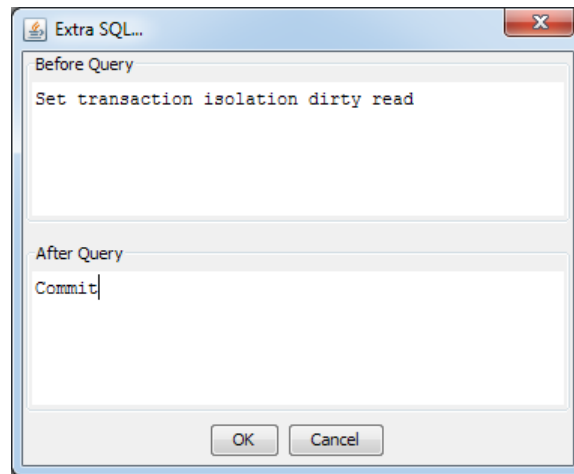 Extra SQL...
Before Query
Set transaction isolation dirty read
After Query
Commit
OK Cancel